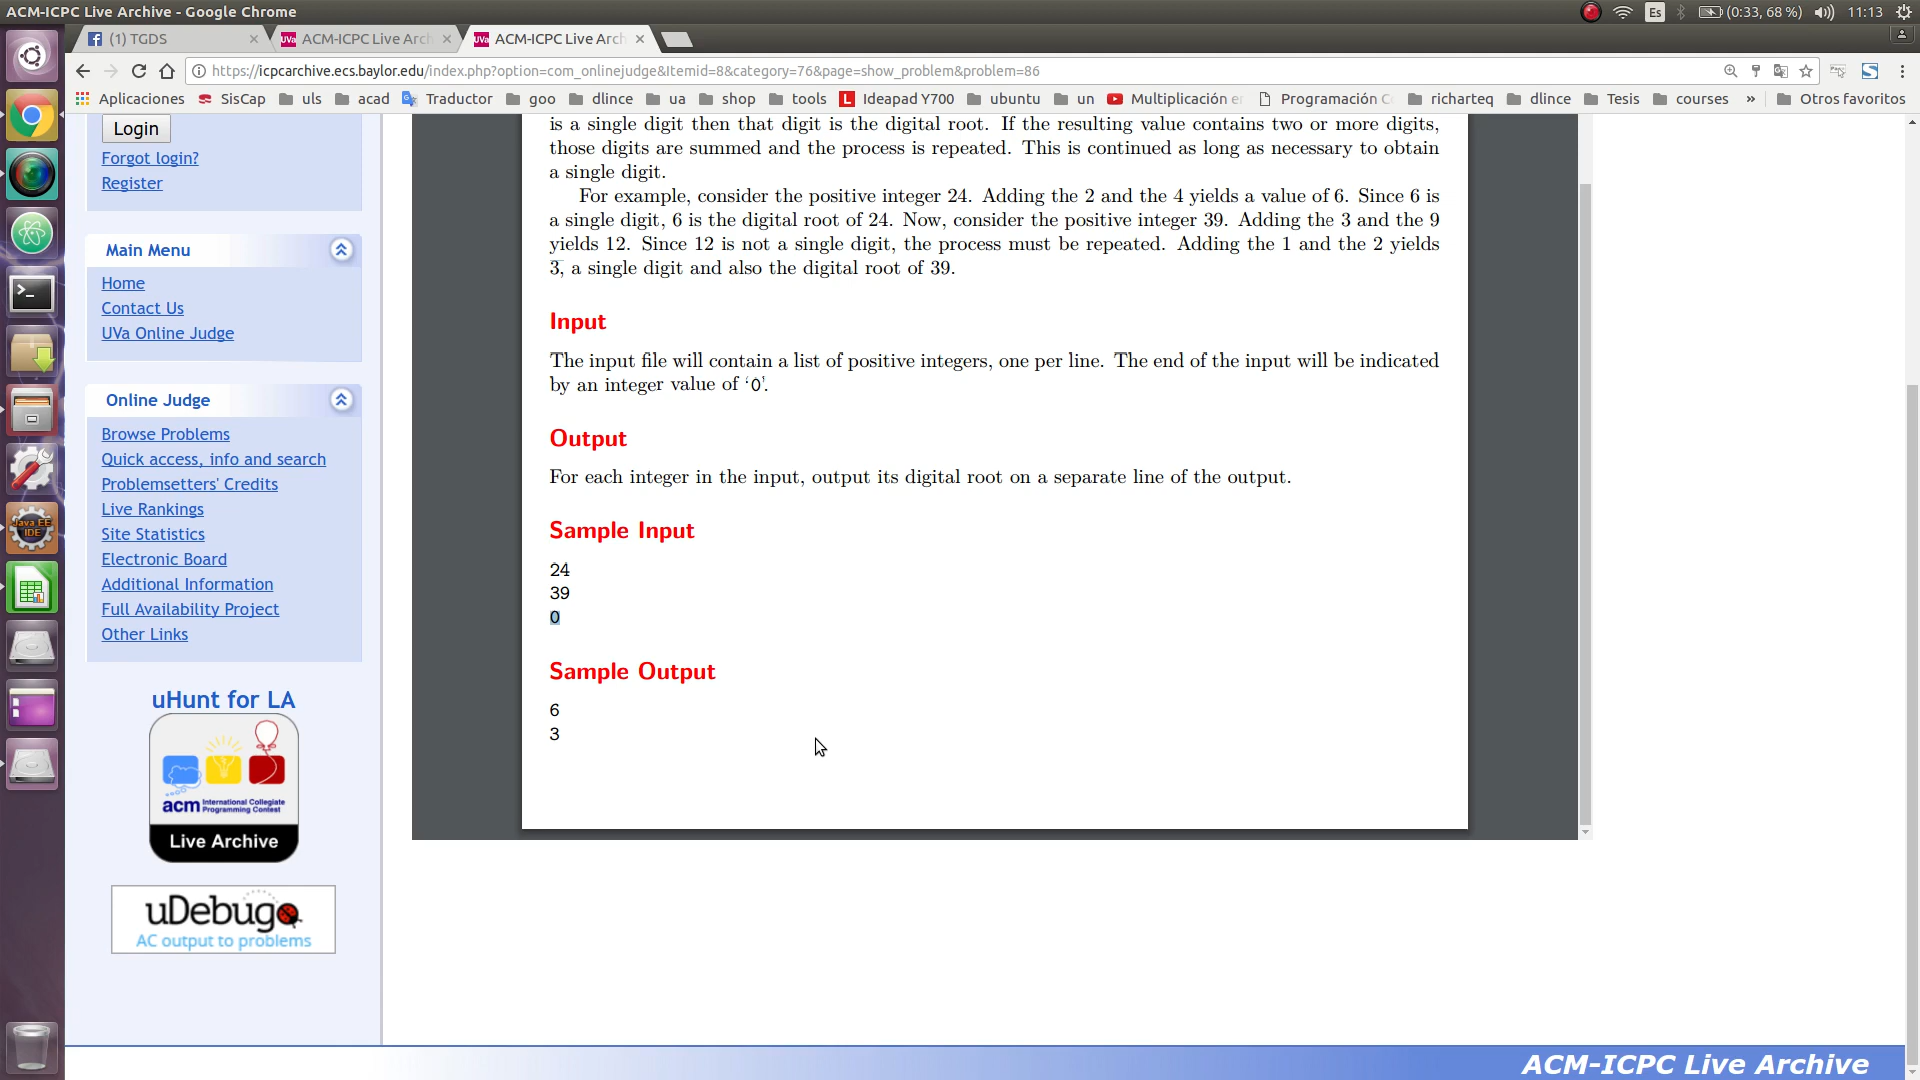 ACM-ICPC Live Archive - Google Chrome
Es
(0:33, 68 %)
11:13
(1) TGDS
ACM-ICPC Live Arch
ACM-ICPC Live Arch
https://icpcarchive.ecs.baylor.edu/index.php?option=com_onlinejudge&Itemid=8&category=76&page=show_problem&problem=86
Aplicaciones
SisCap
uls
acad
Traductor
goo
dlince
ua
shop
tools
Ideapad Y700
ubuntu
un
Multiplicación e
Programación C
richarteq
dlince
Tesis
courses
»
Otros favoritos
Login
Forgot login?
Register
Main Menu
Home
Contact Us
UVa Online Judge
Online Judge
Browse Problems
Quick access, info and search
Problemsetters' Credits
Live Rankings
Site Statistics
Electronic Board
Additional Information
Full Availability Project
Other Links
uHunt for LA
acm International Collegiate
Programming Contest
Live Archive
uDebug
AC output to problems
is a single digit then that digit is the digital root. If the resulting value contains two or more digits,
those digits are summed and the process is repeated. This is continued as long as necessary to obtain
a single digit.
For example, consider the positive integer 24. Adding the 2 and the 4 yields a value of 6. Since 6 is
a single digit, 6 is the digital root of 24. Now, consider the positive integer 39. Adding the 3 and the 9
yields 12. Since 12 is not a single digit, the process must be repeated. Adding the 1 and the 2 yields
3, a single digit and also the digital root of 39.
Input
The input file will contain a list of positive integers, one per line. The end of the input will be indicated
by an integer value of ‘0’.
Output
For each integer in the input, output its digital root on a separate line of the output.
Sample Input
24
39
0
Sample Output
6
3
ACM-ICPC Live Archive